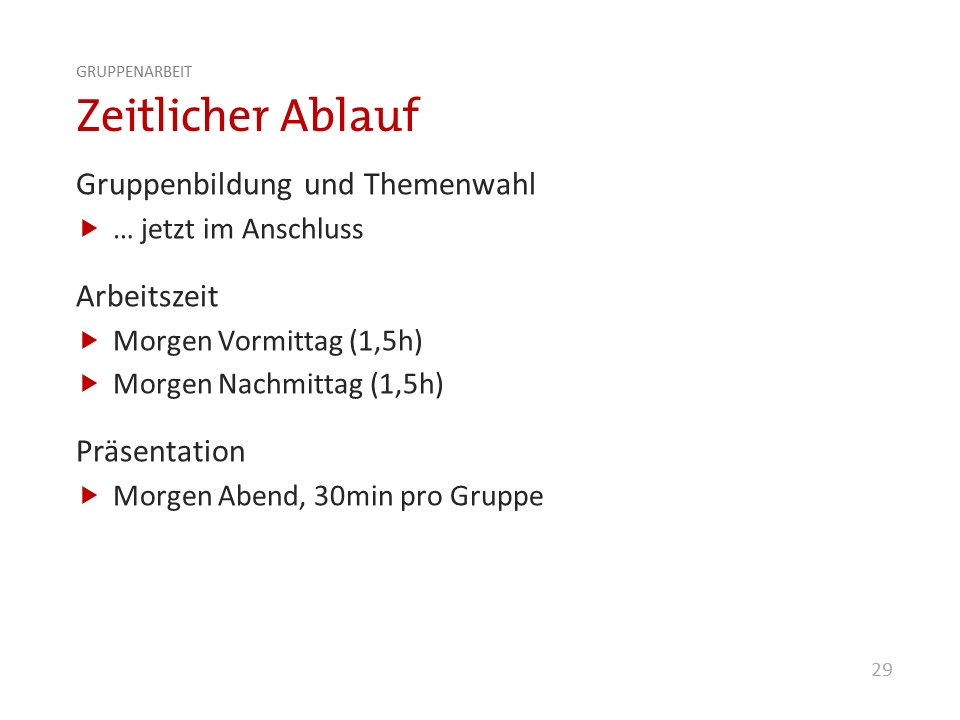 GRUPPENARBEIT
Zeitlicher Ablauf
Gruppenbildung und Themenwahl
… jetzt im Anschluss
Arbeitszeit
Morgen Vormittag (1,5h)
Morgen Nachmittag (1,5h)
Präsentation
Morgen Abend, 30min pro Gruppe
29